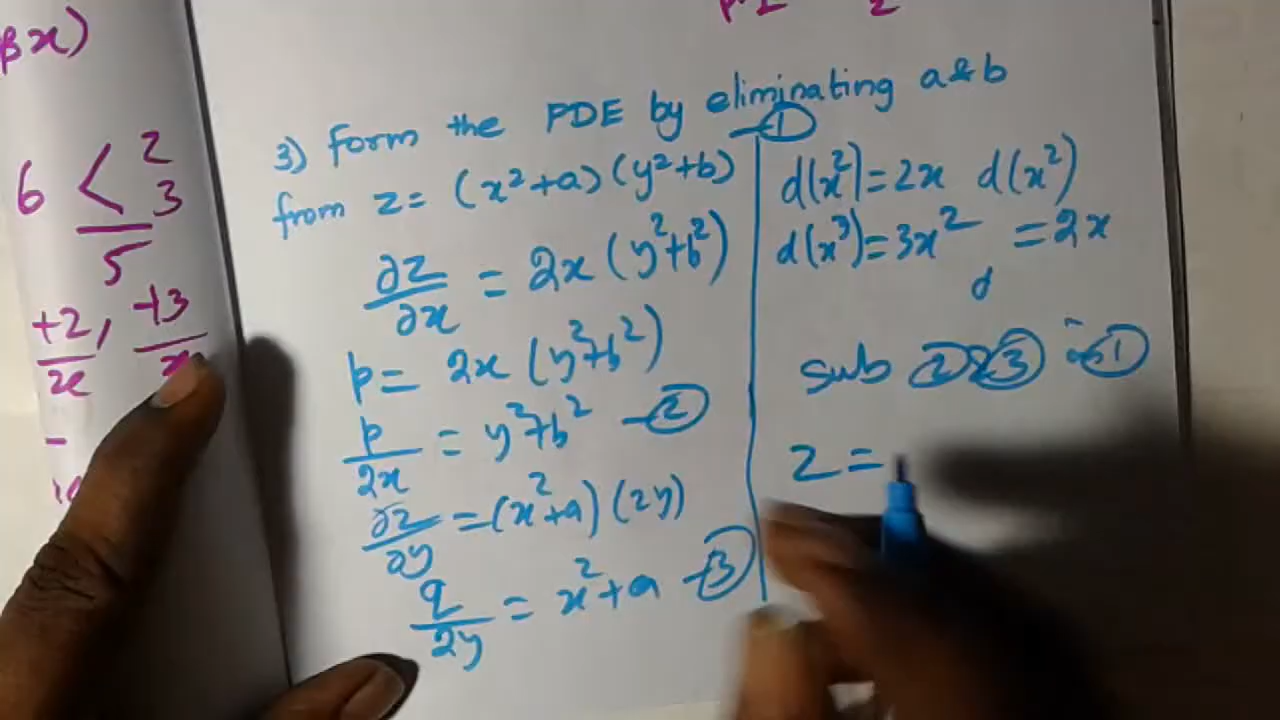 βx)
6 < 2
3
5
+2, +3
x x
-
3) Form the PDE by eliminating a & b
from z = (x²+a)(y²+b) -①
∂z/∂x = 2x (y²+b²)
p = 2x (y²+b²)
p/2x = y²+b² -②
∂z/∂y = (x²+a)(2y)
q/2y = x²+a -③
d(x²)=2x d(x²)
d(x³)=3x² =2x
d
sub ②&③ in ①
z =